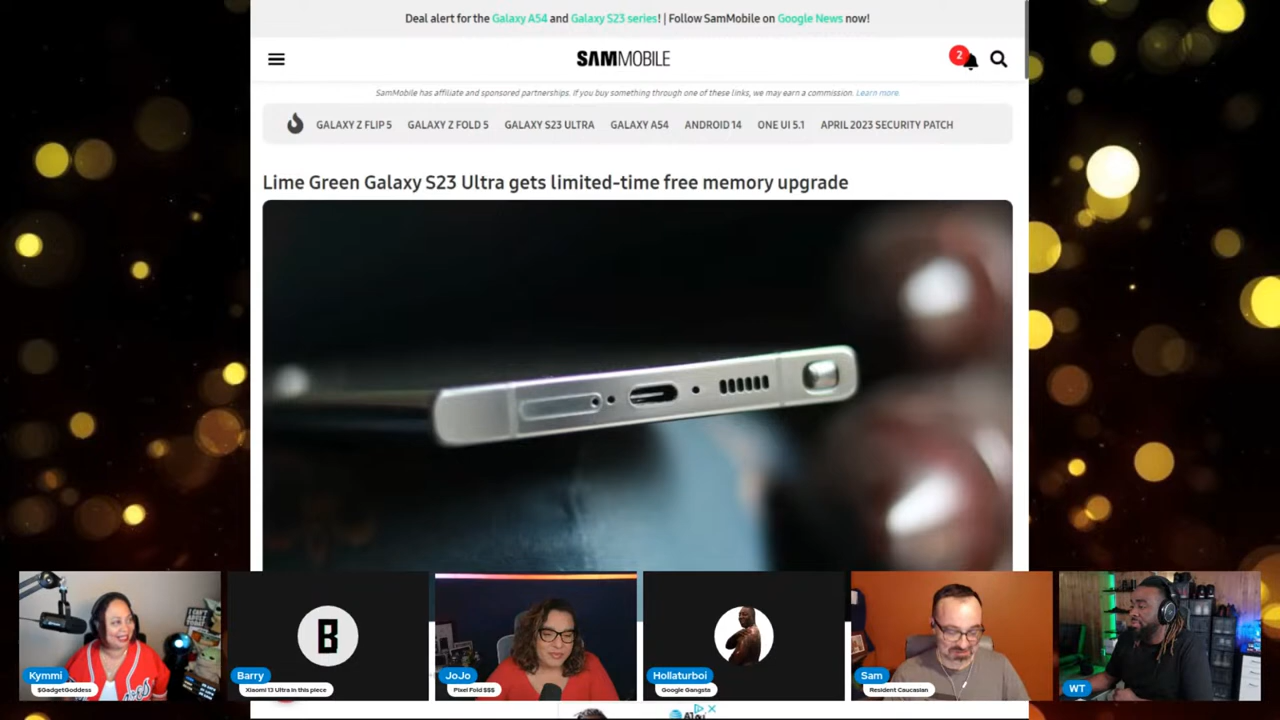 Deal alert for the Galaxy A54 and Galaxy S23 series! | Follow SamMobile on Google News now!
SAMMOBILE
2
SamMobile has affiliate and sponsored partnerships. If you buy something through one of these links, we may earn a commission. Learn more.
GALAXY Z FLIP 5 GALAXY Z FOLD 5 GALAXY S23 ULTRA GALAXY A54 ANDROID 14 ONE UI 5.1 APRIL 2023 SECURITY PATCH
Lime Green Galaxy S23 Ultra gets limited-time free memory upgrade
B
Kymmi
$GadgetGoddess
Barry
Xiaomi 13 Ultra in this piece
JoJo
Pixel Fold $$$
Hollaturboi
Google Gangsta
Sam
Resident Caucasian
WT